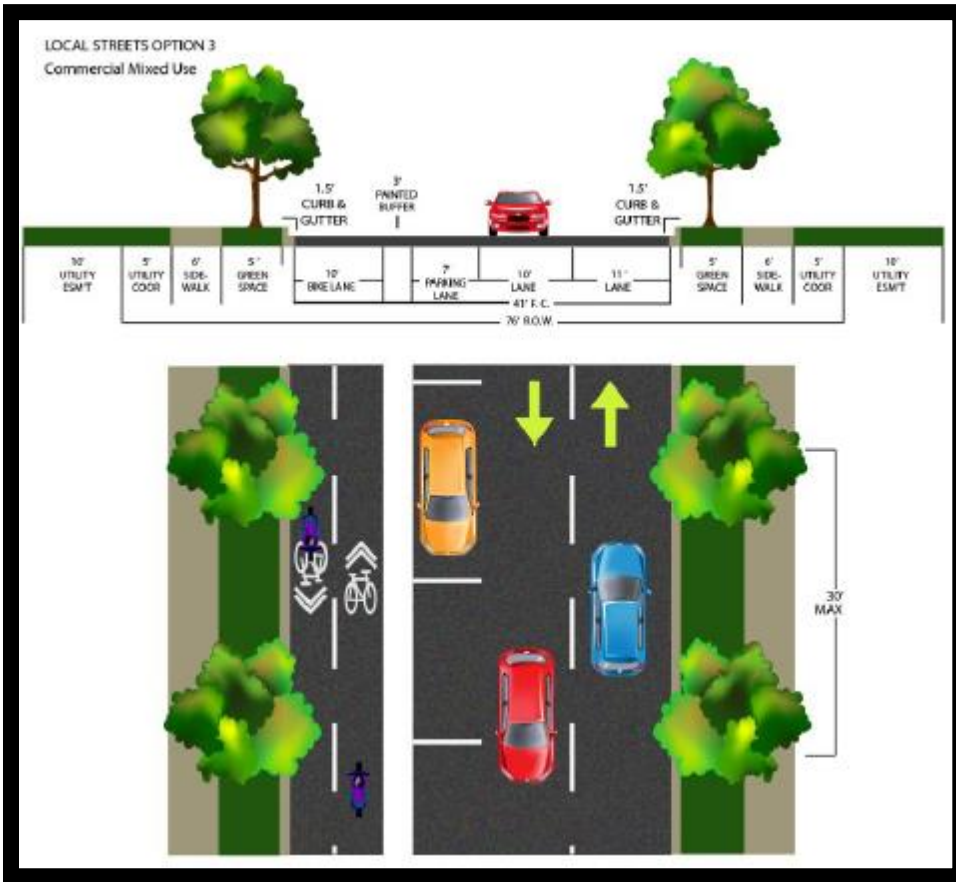 LOCAL STREETS OPTION 3
Commercial Mixed Use
1.5'
CURB &
GUTTER
3'
PAINTED
BUFFER
1.5'
CURB &
GUTTER
10'
UTILITY
ESM'T
5'
UTILITY
COOR
6'
SIDE-
WALK
5'
GREEN
SPACE
10'
BIKE LANE
7'
PARKING
LANE
10'
LANE
11'
LANE
5'
GREEN
SPACE
6'
SIDE-
WALK
5'
UTILITY
COOR
10'
UTILITY
ESM'T
41' F. C.
76' R.O.W.
30'
MAX